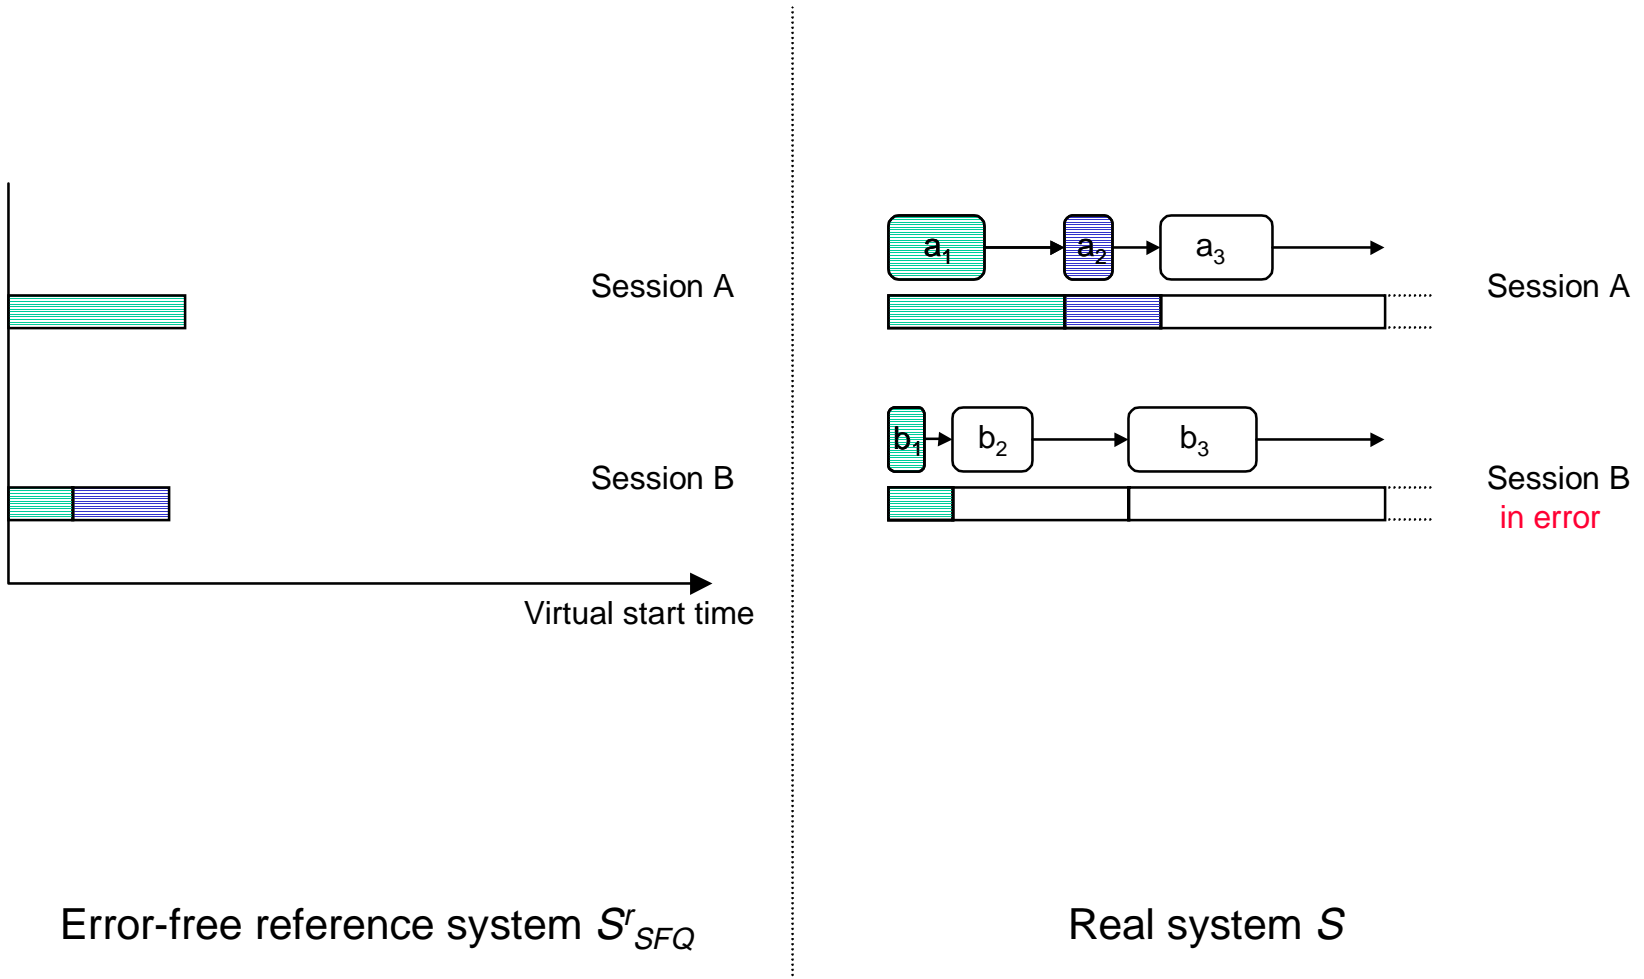 a1
a2
a3
Session A
Session A
b1
b2
b3
Session B
Session B
in error
Virtual start time
Error-free reference system SʳSFQ
Real system S